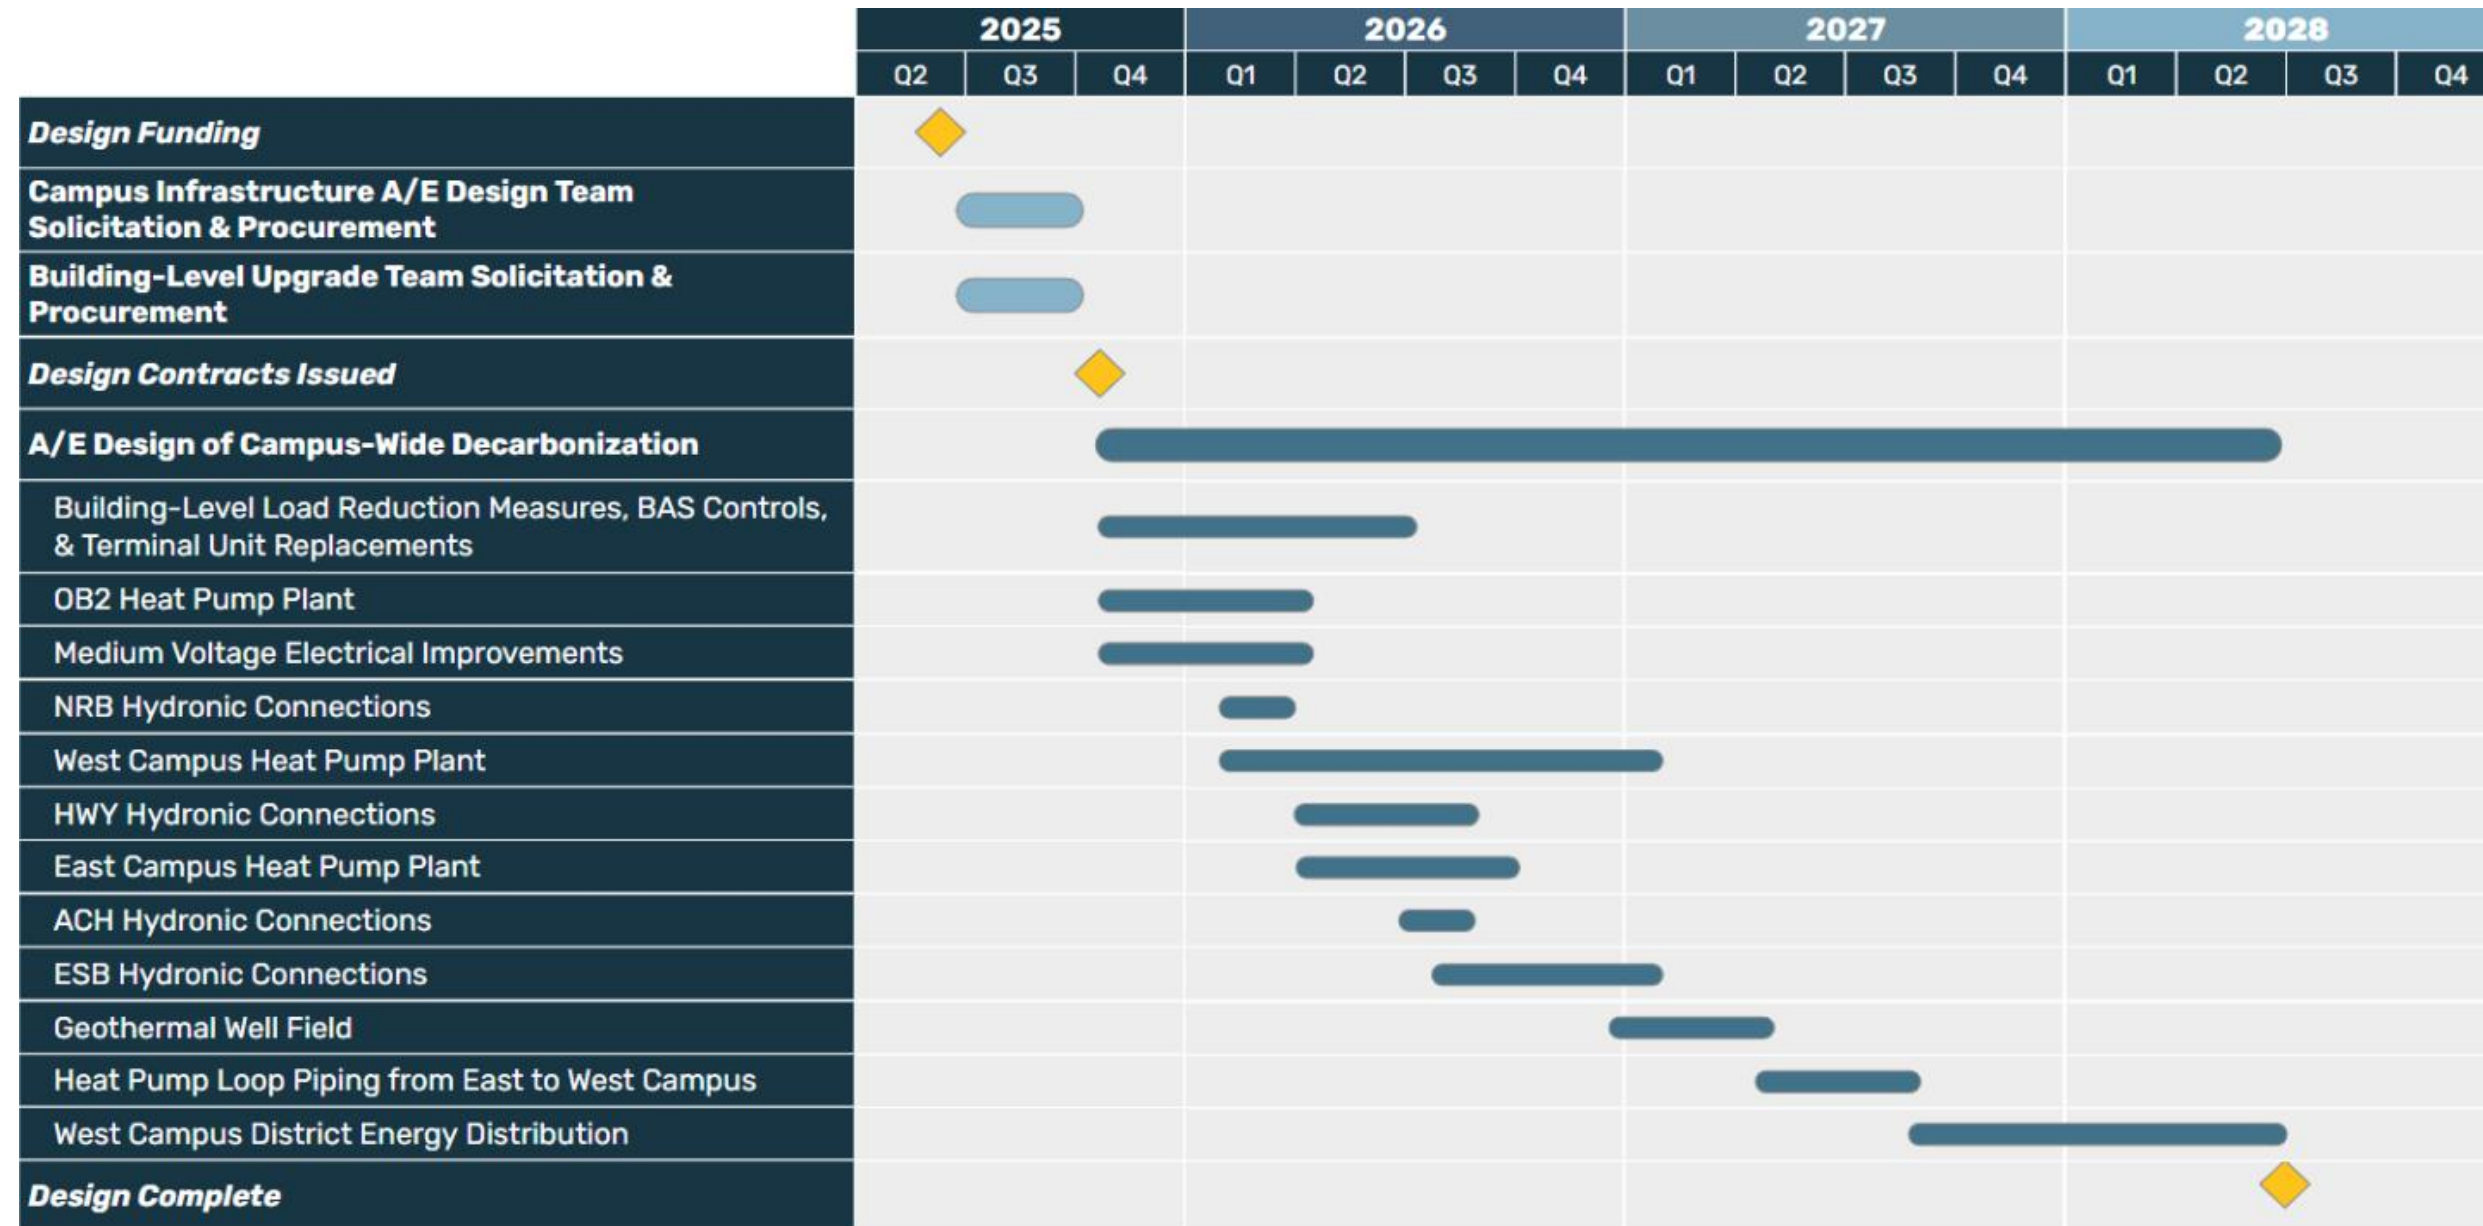 2025 2026 2027 2028
Q2 Q3 Q4 Q1 Q2 Q3 Q4 Q1 Q2 Q3 Q4 Q1 Q2 Q3 Q4
Design Funding
Campus Infrastructure A/E Design Team
Solicitation & Procurement
Building-Level Upgrade Team Solicitation &
Procurement
Design Contracts Issued
A/E Design of Campus-Wide Decarbonization
Building-Level Load Reduction Measures, BAS Controls,
& Terminal Unit Replacements
OB2 Heat Pump Plant
Medium Voltage Electrical Improvements
NRB Hydronic Connections
West Campus Heat Pump Plant
HWY Hydronic Connections
East Campus Heat Pump Plant
ACH Hydronic Connections
ESB Hydronic Connections
Geothermal Well Field
Heat Pump Loop Piping from East to West Campus
West Campus District Energy Distribution
Design Complete